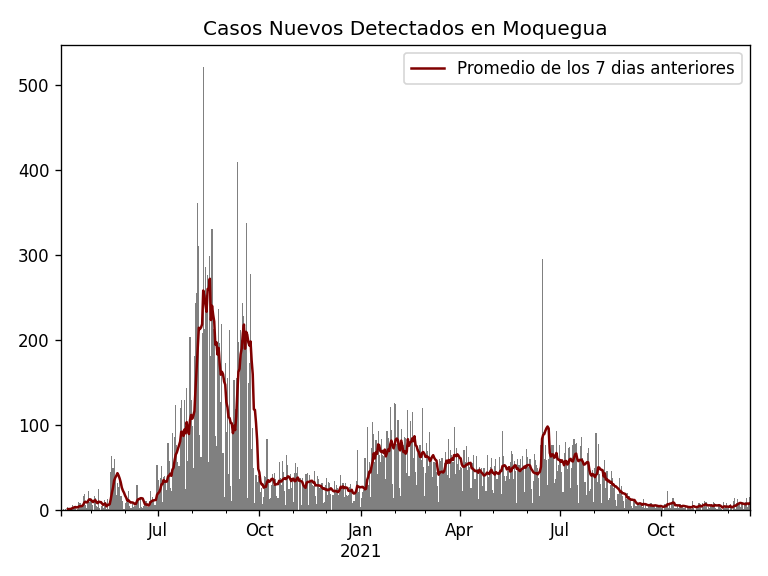 Casos Nuevos Detectados en Moquegua
Promedio de los 7 dias anteriores
500
400
300
200
100
0
Jul
Oct
Jan
Apr
Jul
Oct
2021